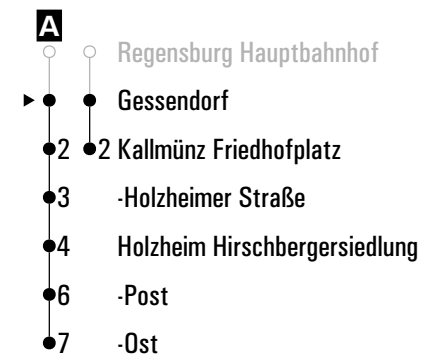 A
Regensburg Hauptbahnhof
Gessendorf
2 2 Kallmünz Friedhofplatz
3 -Holzheimer Straße
4 Holzheim Hirschbergersiedlung
6 -Post
7 -Ost